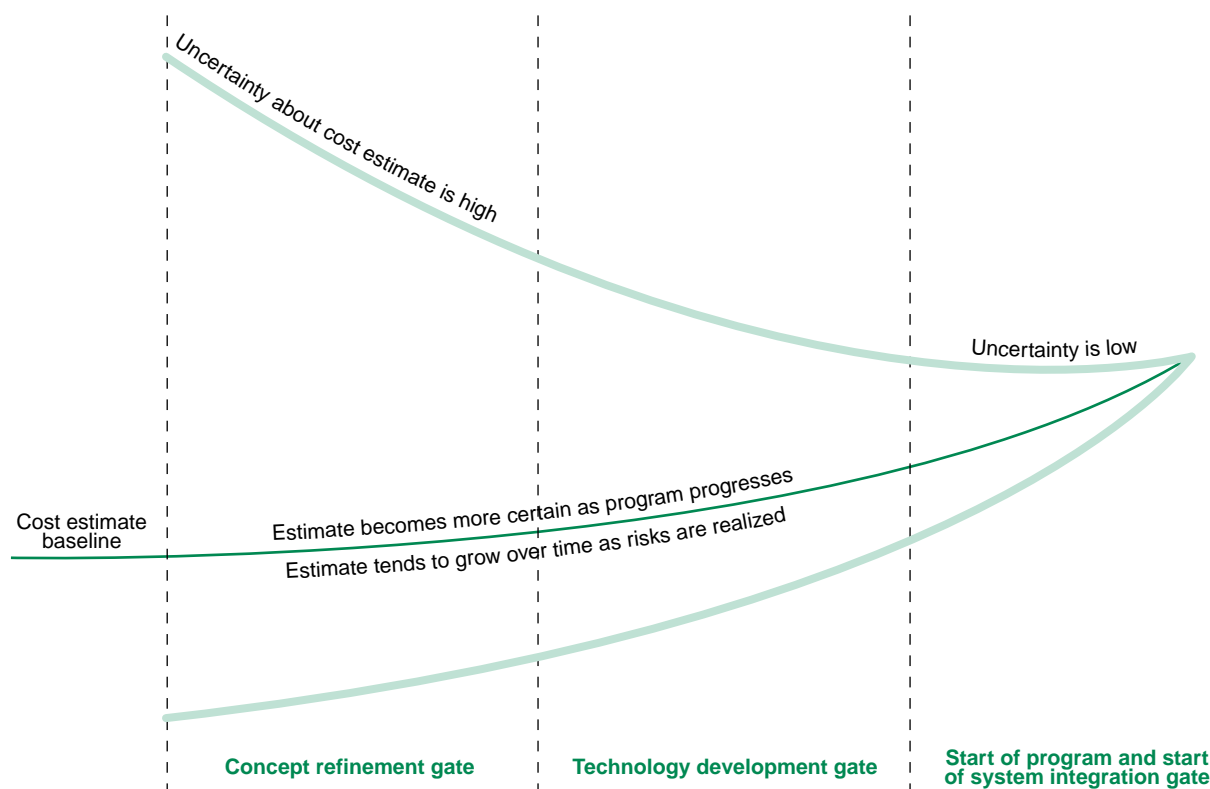 Uncertainty about cost estimate is high
Uncertainty is low
Cost estimate
baseline
Estimate becomes more certain as program progresses
Estimate tends to grow over time as risks are realized
Concept refinement gate
Technology development gate
Start of program and start
of system integration gate